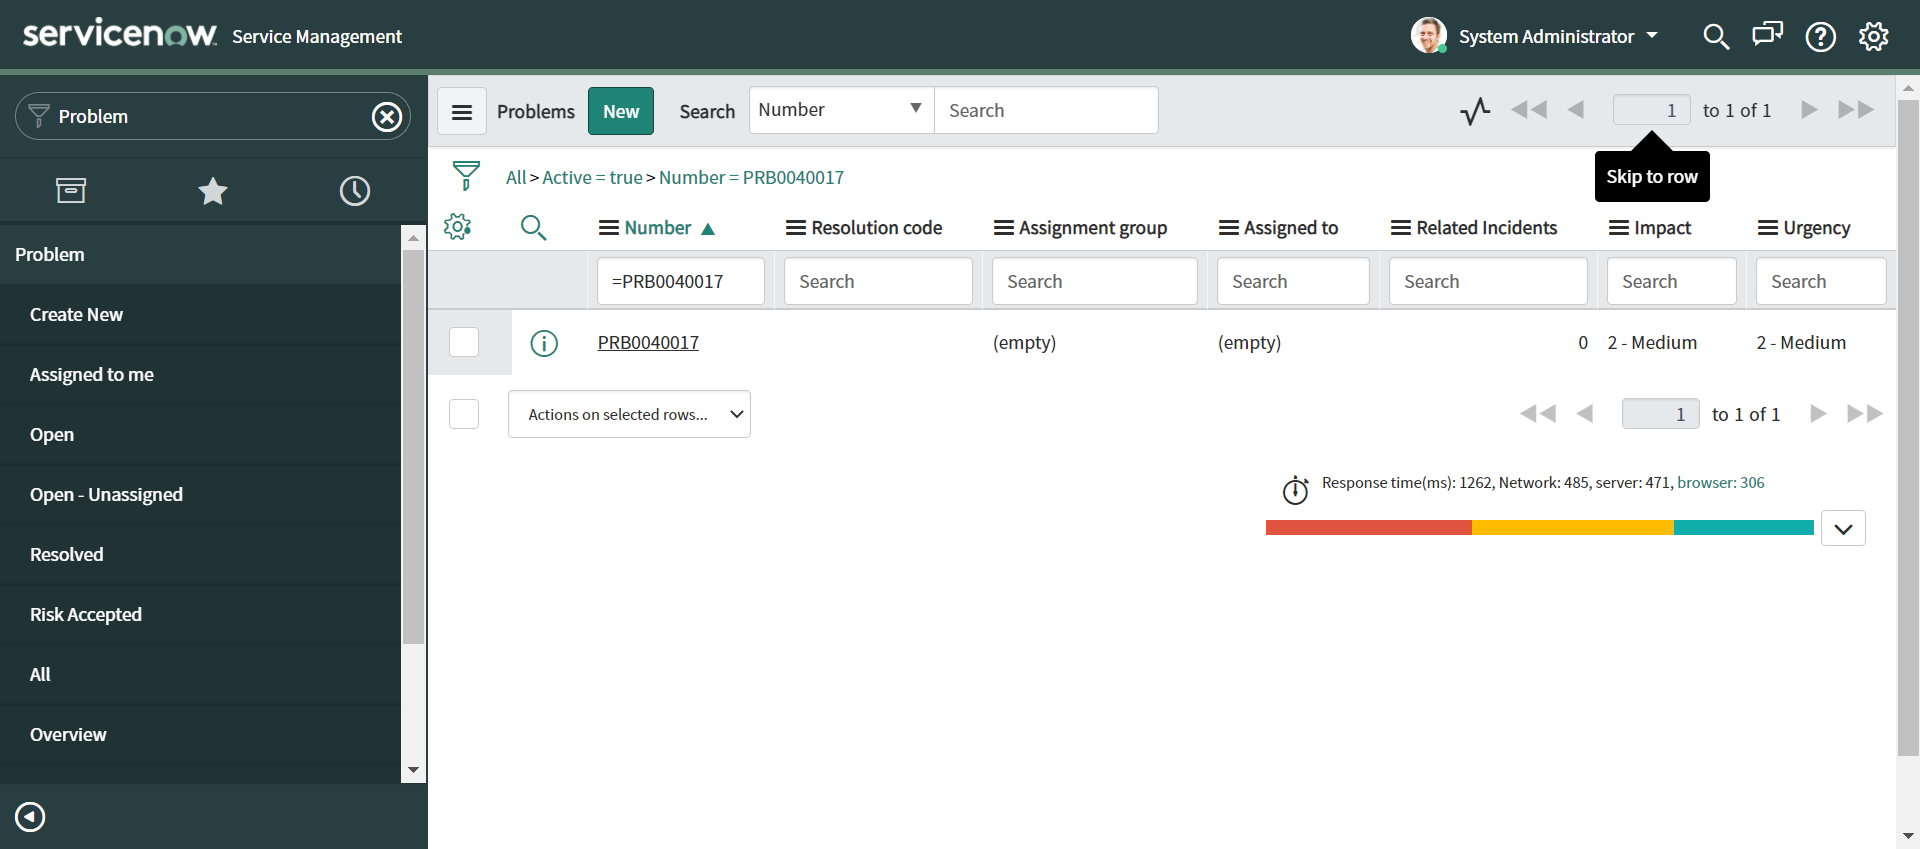 servicenow Service Management
System Administrator
Problem
Problem
Create New
Assigned to me
Open
Open - Unassigned
Resolved
Risk Accepted
All
Overview
Problems New Search Number Search
1 to 1 of 1
Skip to row
All > Active = true > Number = PRB0040017
Number Resolution code Assignment group Assigned to Related Incidents Impact Urgency
=PRB0040017 Search Search Search Search Search Search
PRB0040017 (empty) (empty) 0 2 - Medium 2 - Medium
Actions on selected rows... 1 to 1 of 1
Response time(ms): 1262, Network: 485, server: 471, browser: 306